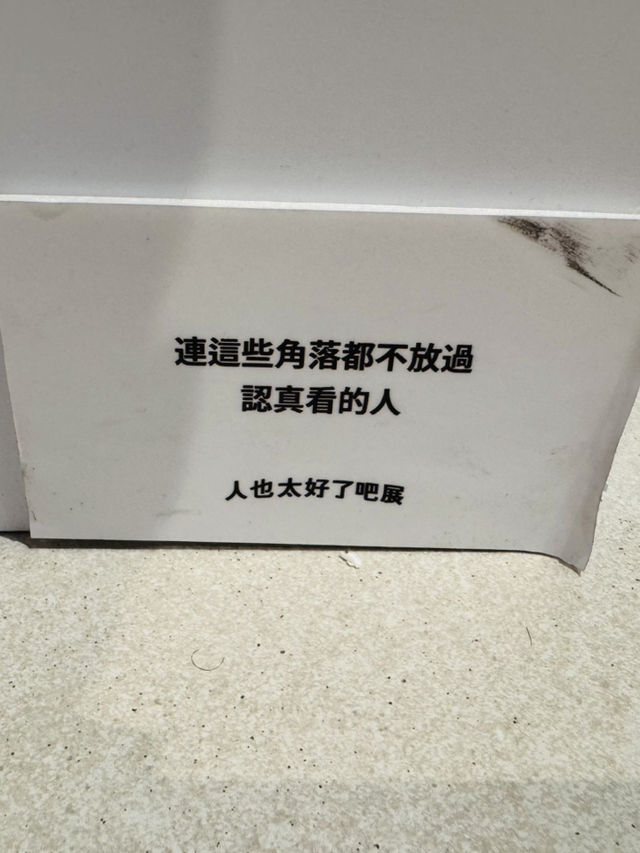 連這些角落都不放過
認真看的人
人也太好了吧展